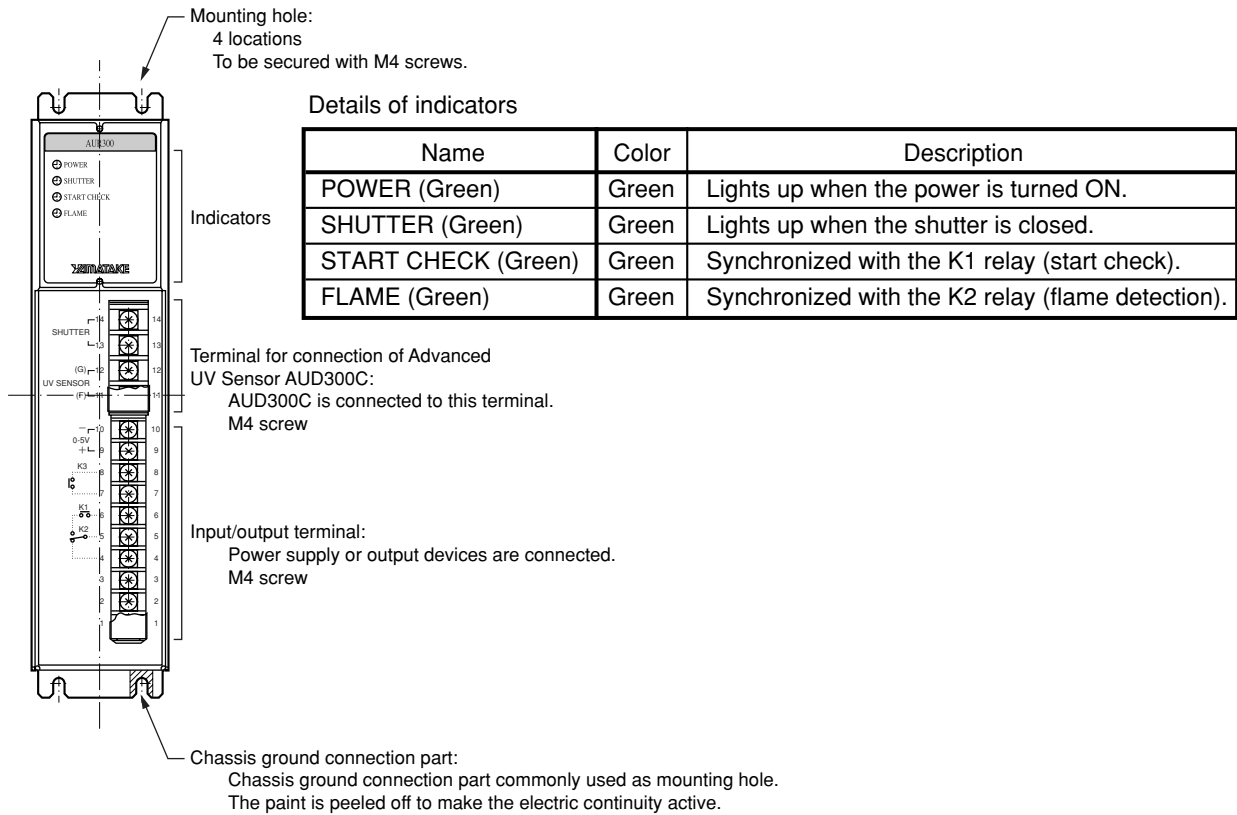 Mounting hole:
4 locations
To be secured with M4 screws.
Details of indicators
Name Color Description
POWER (Green) Green Lights up when the power is turned ON.
SHUTTER (Green) Green Lights up when the shutter is closed.
START CHECK (Green) Green Synchronized with the K1 relay (start check).
FLAME (Green) Green Synchronized with the K2 relay (flame detection).
AUR300
POWER
SHUTTER
START CHECK
FLAME
YAMATAKE
Indicators
SHUTTER
14 14
13 13
(G) 12 12
UV SENSOR
(F) 11 11
Terminal for connection of Advanced
UV Sensor AUD300C:
AUD300C is connected to this terminal.
M4 screw
− 10 10
0-5V
+ 9 9
K3
8 8
7 7
K1
6 6
K2
5 5
4 4
3 3
2 2
1 1
Input/output terminal:
Power supply or output devices are connected.
M4 screw
Chassis ground connection part:
Chassis ground connection part commonly used as mounting hole.
The paint is peeled off to make the electric continuity active.